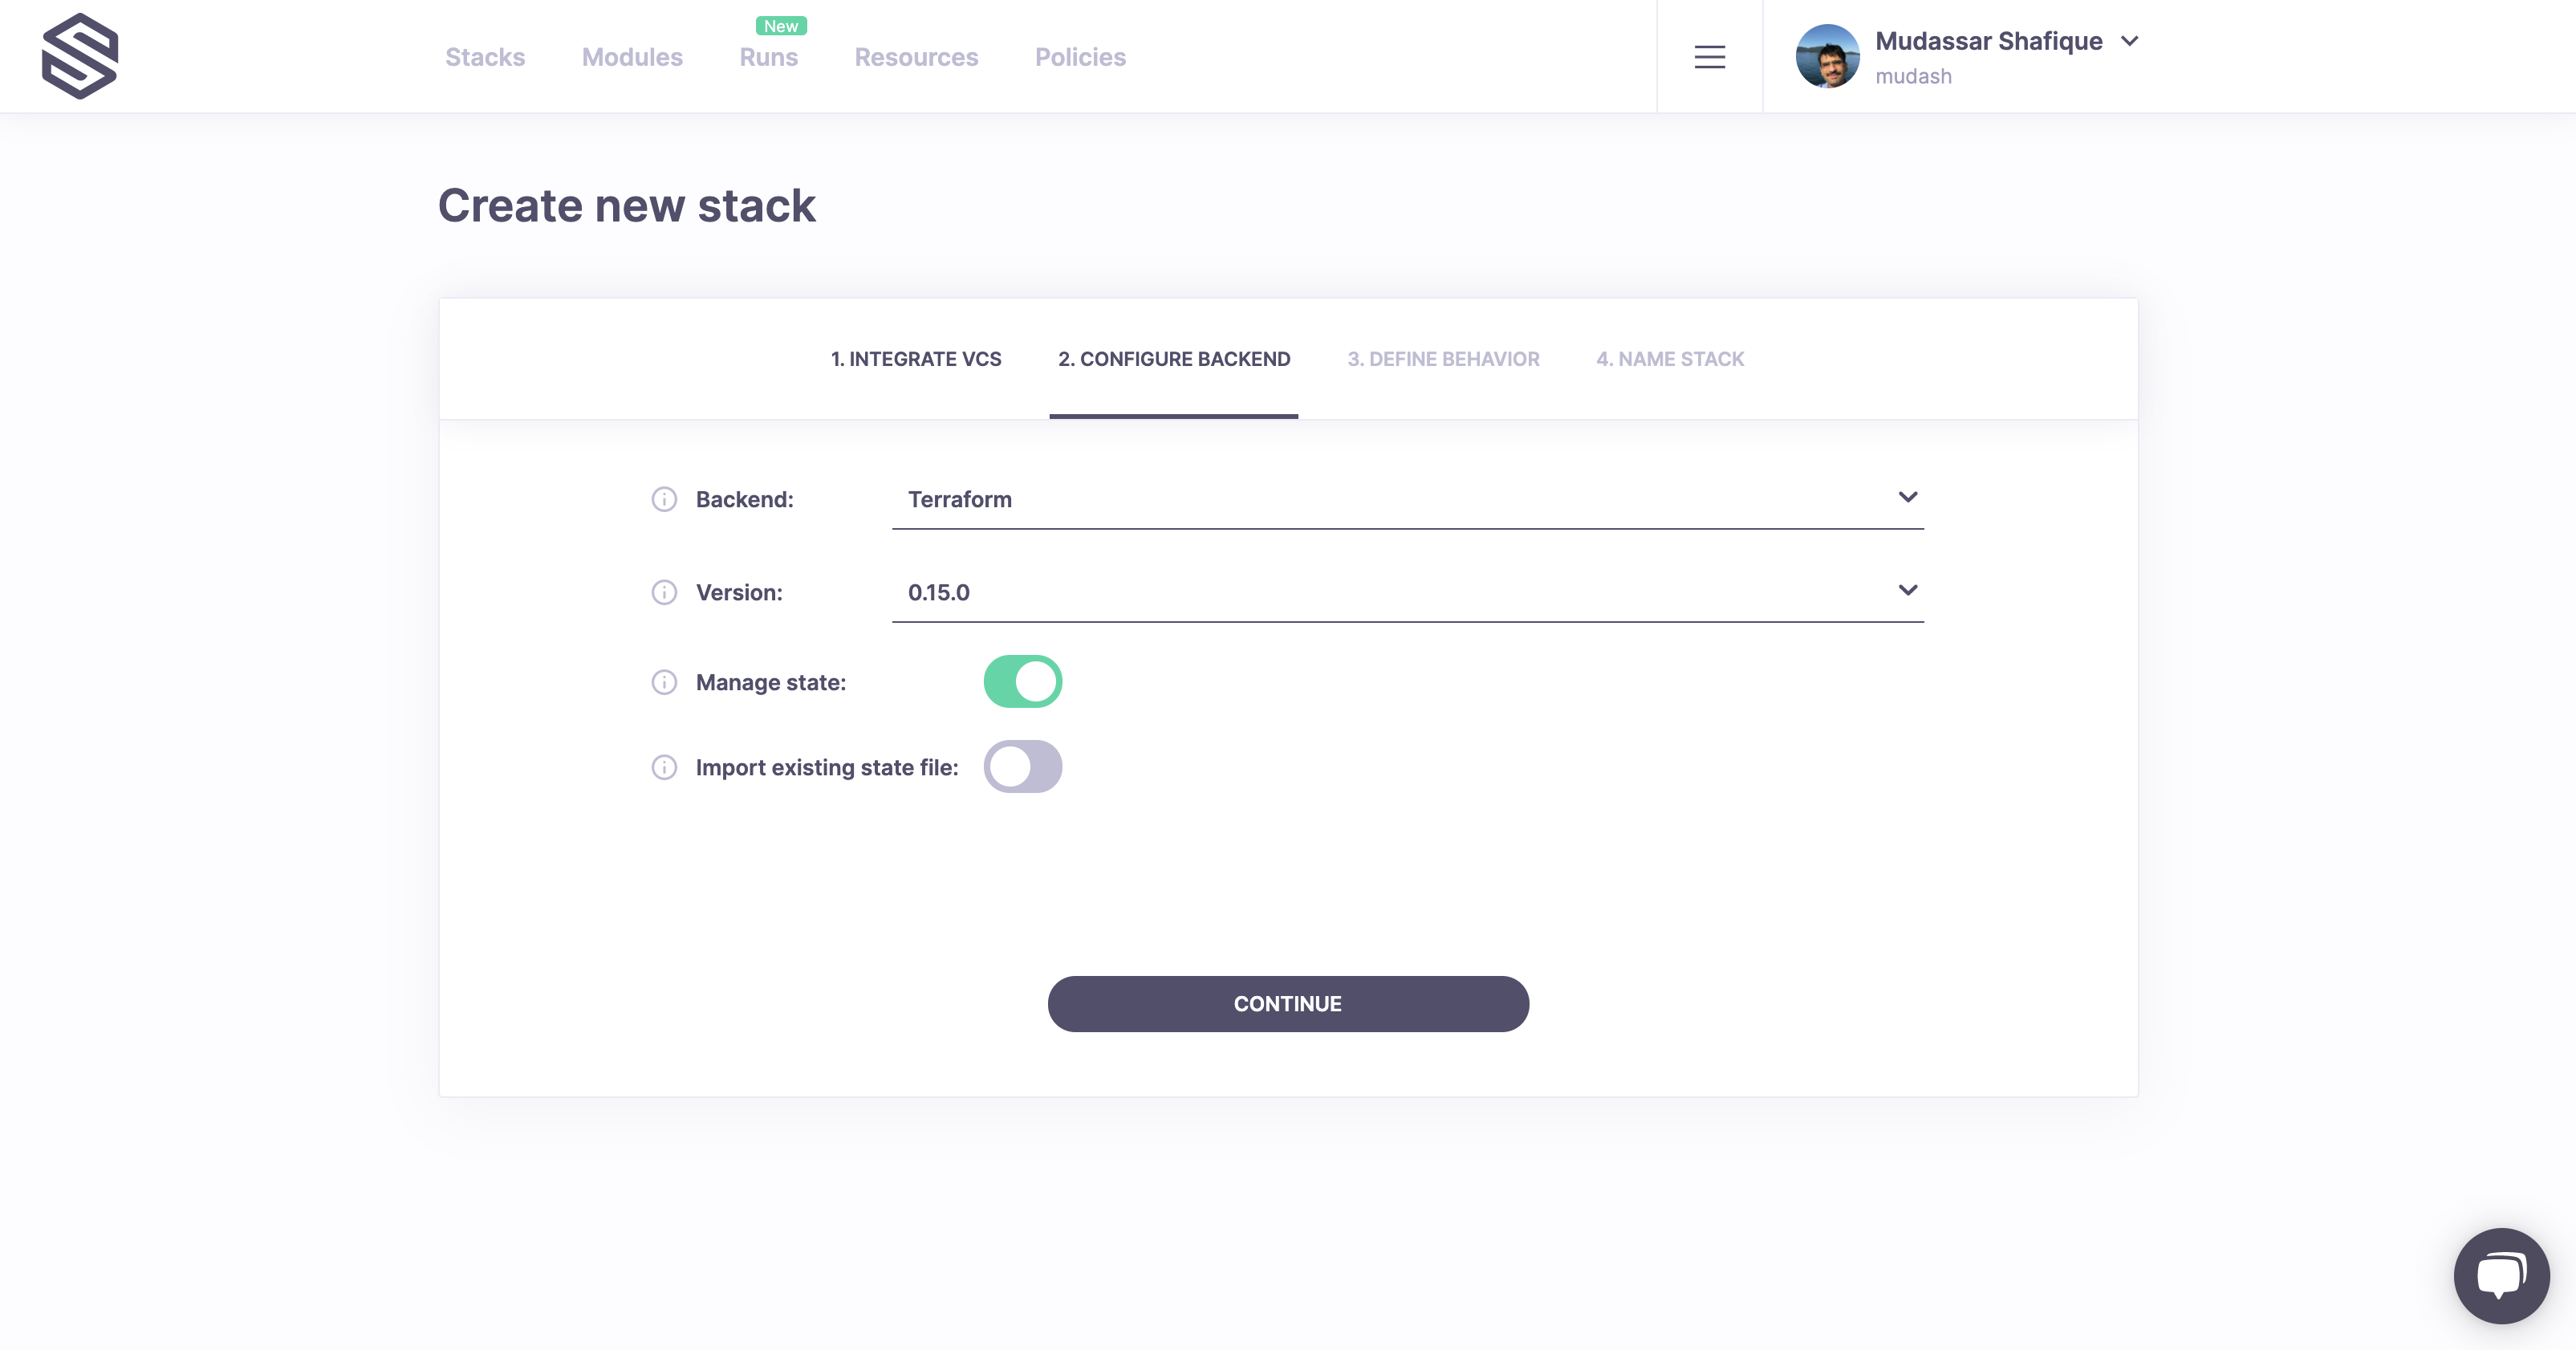 New
Stacks Modules Runs Resources Policies
Mudassar Shafique
mudash
Create new stack
1. INTEGRATE VCS 2. CONFIGURE BACKEND 3. DEFINE BEHAVIOR 4. NAME STACK
Backend: Terraform
Version: 0.15.0
Manage state:
Import existing state file:
CONTINUE